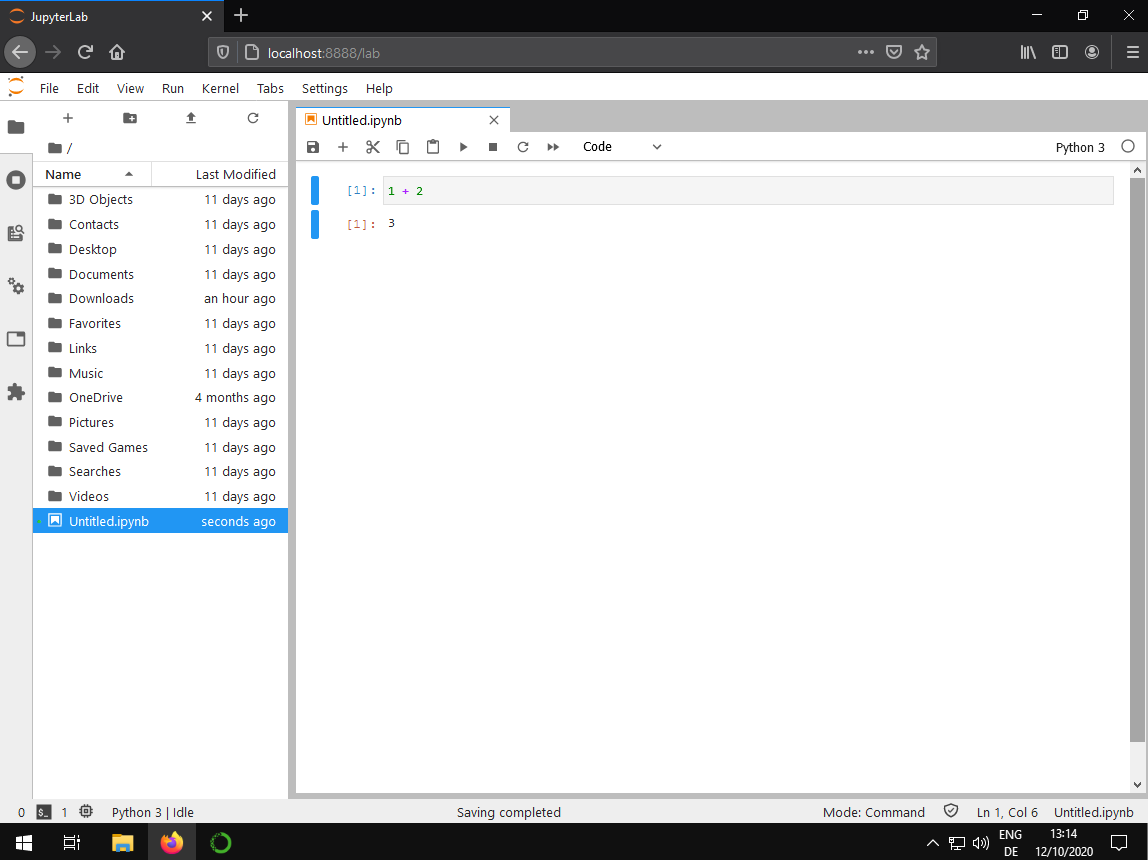 JupyterLab
localhost:8888/lab
File Edit View Run Kernel Tabs Settings Help
Untitled.ipynb
/
Code
Python 3
Name Last Modified
3D Objects 11 days ago
Contacts 11 days ago
Desktop 11 days ago
Documents 11 days ago
Downloads an hour ago
Favorites 11 days ago
Links 11 days ago
Music 11 days ago
OneDrive 4 months ago
Pictures 11 days ago
Saved Games 11 days ago
Searches 11 days ago
Videos 11 days ago
Untitled.ipynb seconds ago
[1]: 1 + 2
[1]: 3
0 $_ 1 Python 3 | Idle Saving completed Mode: Command Ln 1, Col 6 Untitled.ipynb
ENG 13:14
DE 12/10/2020